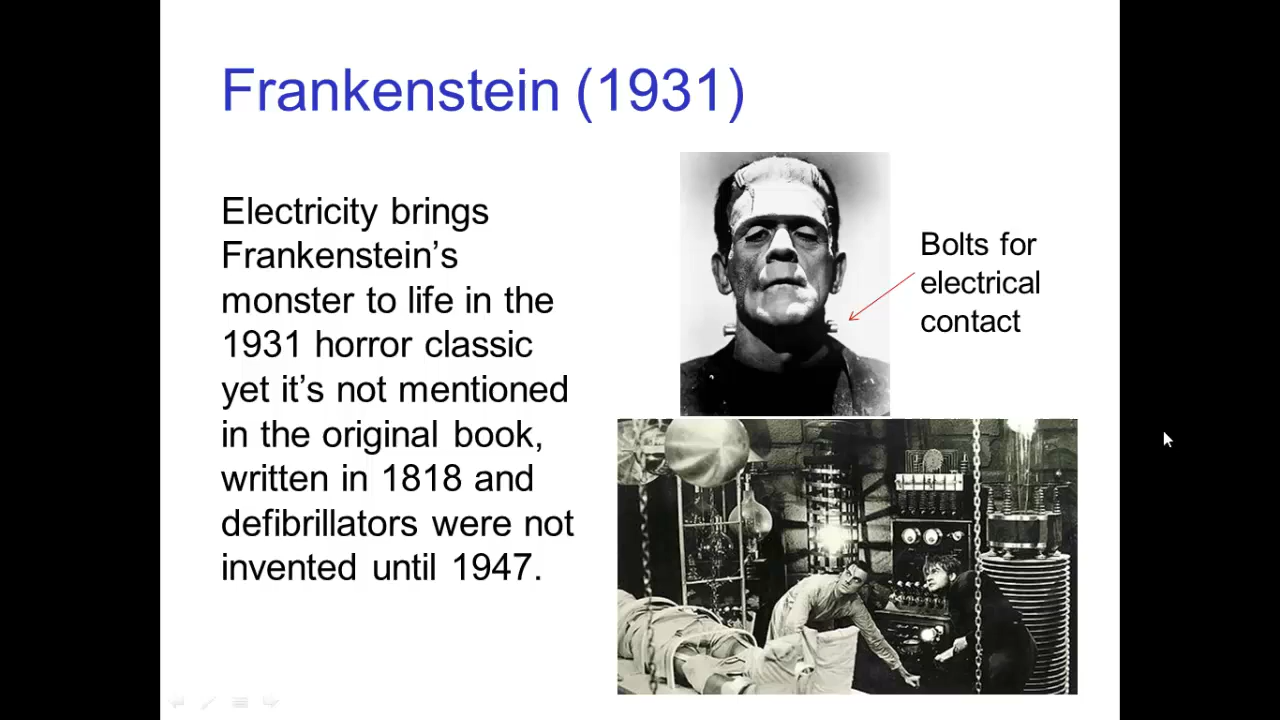 Frankenstein (1931)
Electricity brings
Frankenstein’s
monster to life in the
1931 horror classic
yet it’s not mentioned
in the original book,
written in 1818 and
defibrillators were not
invented until 1947.
Bolts for
electrical
contact